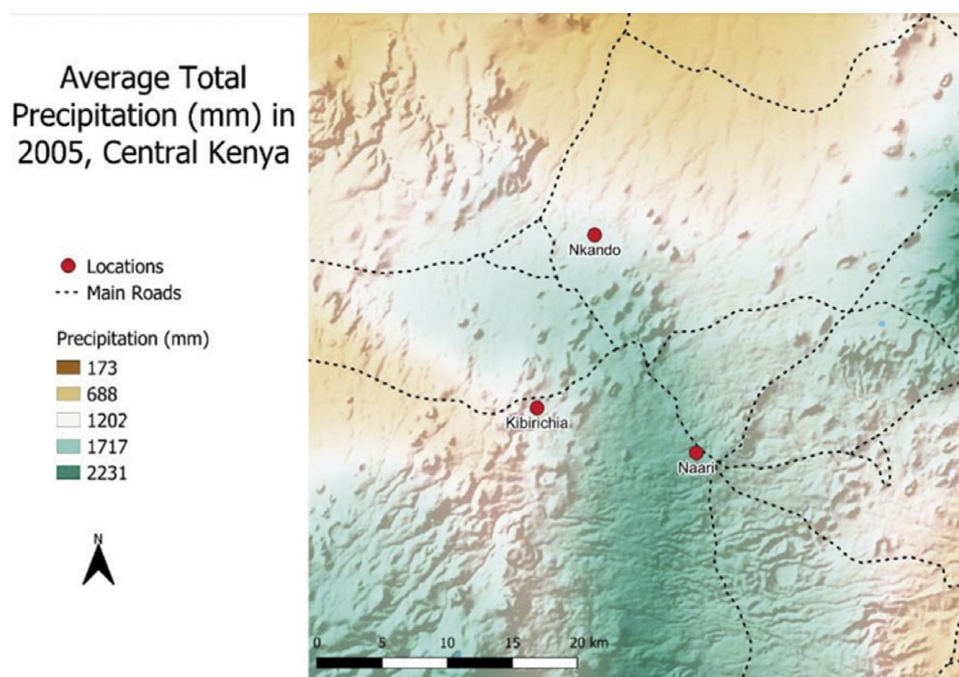 Average Total
Precipitation (mm) in
2005, Central Kenya
Locations
Main Roads
Precipitation (mm)
173
688
1202
1717
2231
N
Nkando
Kibirichia
Naari
0 5 10 15 20 km